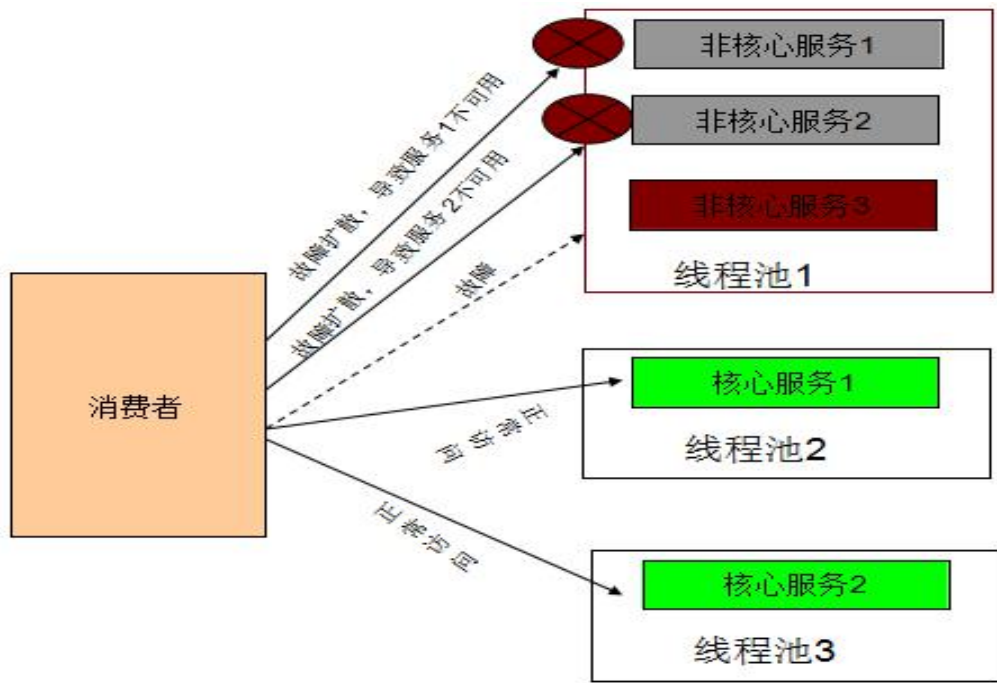 非核心服务1
非核心服务2
非核心服务3
线程池1
故障扩散，导致服务1不可用
故障扩散，导致服务2不可用
故障
消费者
核心服务1
线程池2
正常访问
正常访问
核心服务2
线程池3